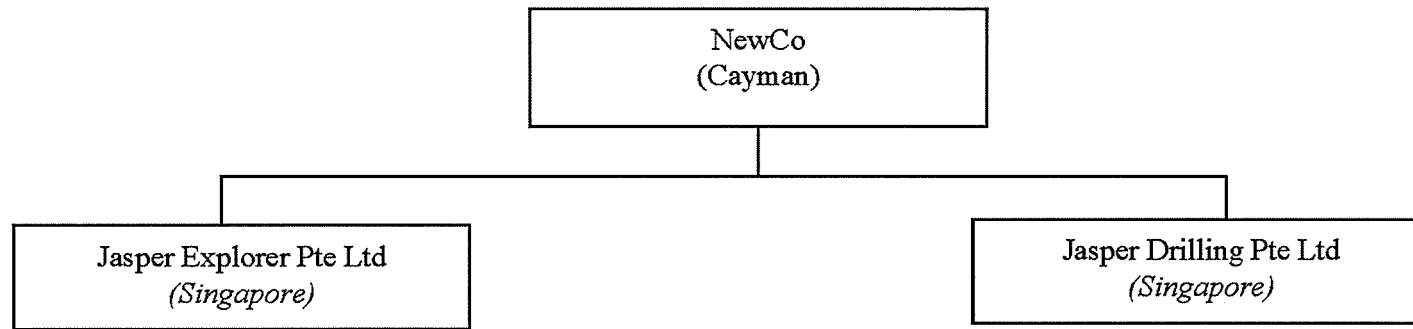 NewCo
(Cayman)
Jasper Explorer Pte Ltd
(Singapore)
Jasper Drilling Pte Ltd
(Singapore)